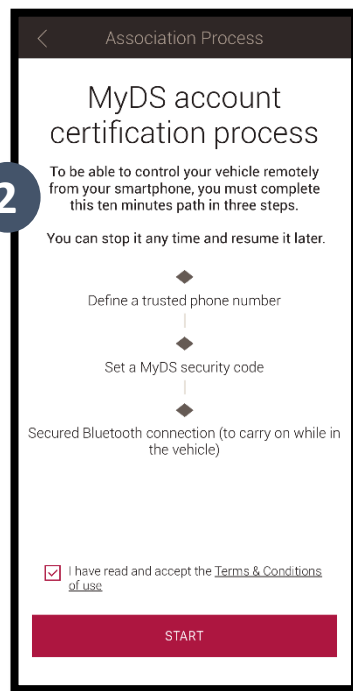 Association Process
MyDS account
certification process
To be able to control your vehicle remotely
from your smartphone, you must complete
this ten minutes path in three steps.
2
You can stop it any time and resume it later.
Define a trusted phone number
Set a MyDS security code
Secured Bluetooth connection (to carry on while in
the vehicle)
I have read and accept the Terms & Conditions
of use
START